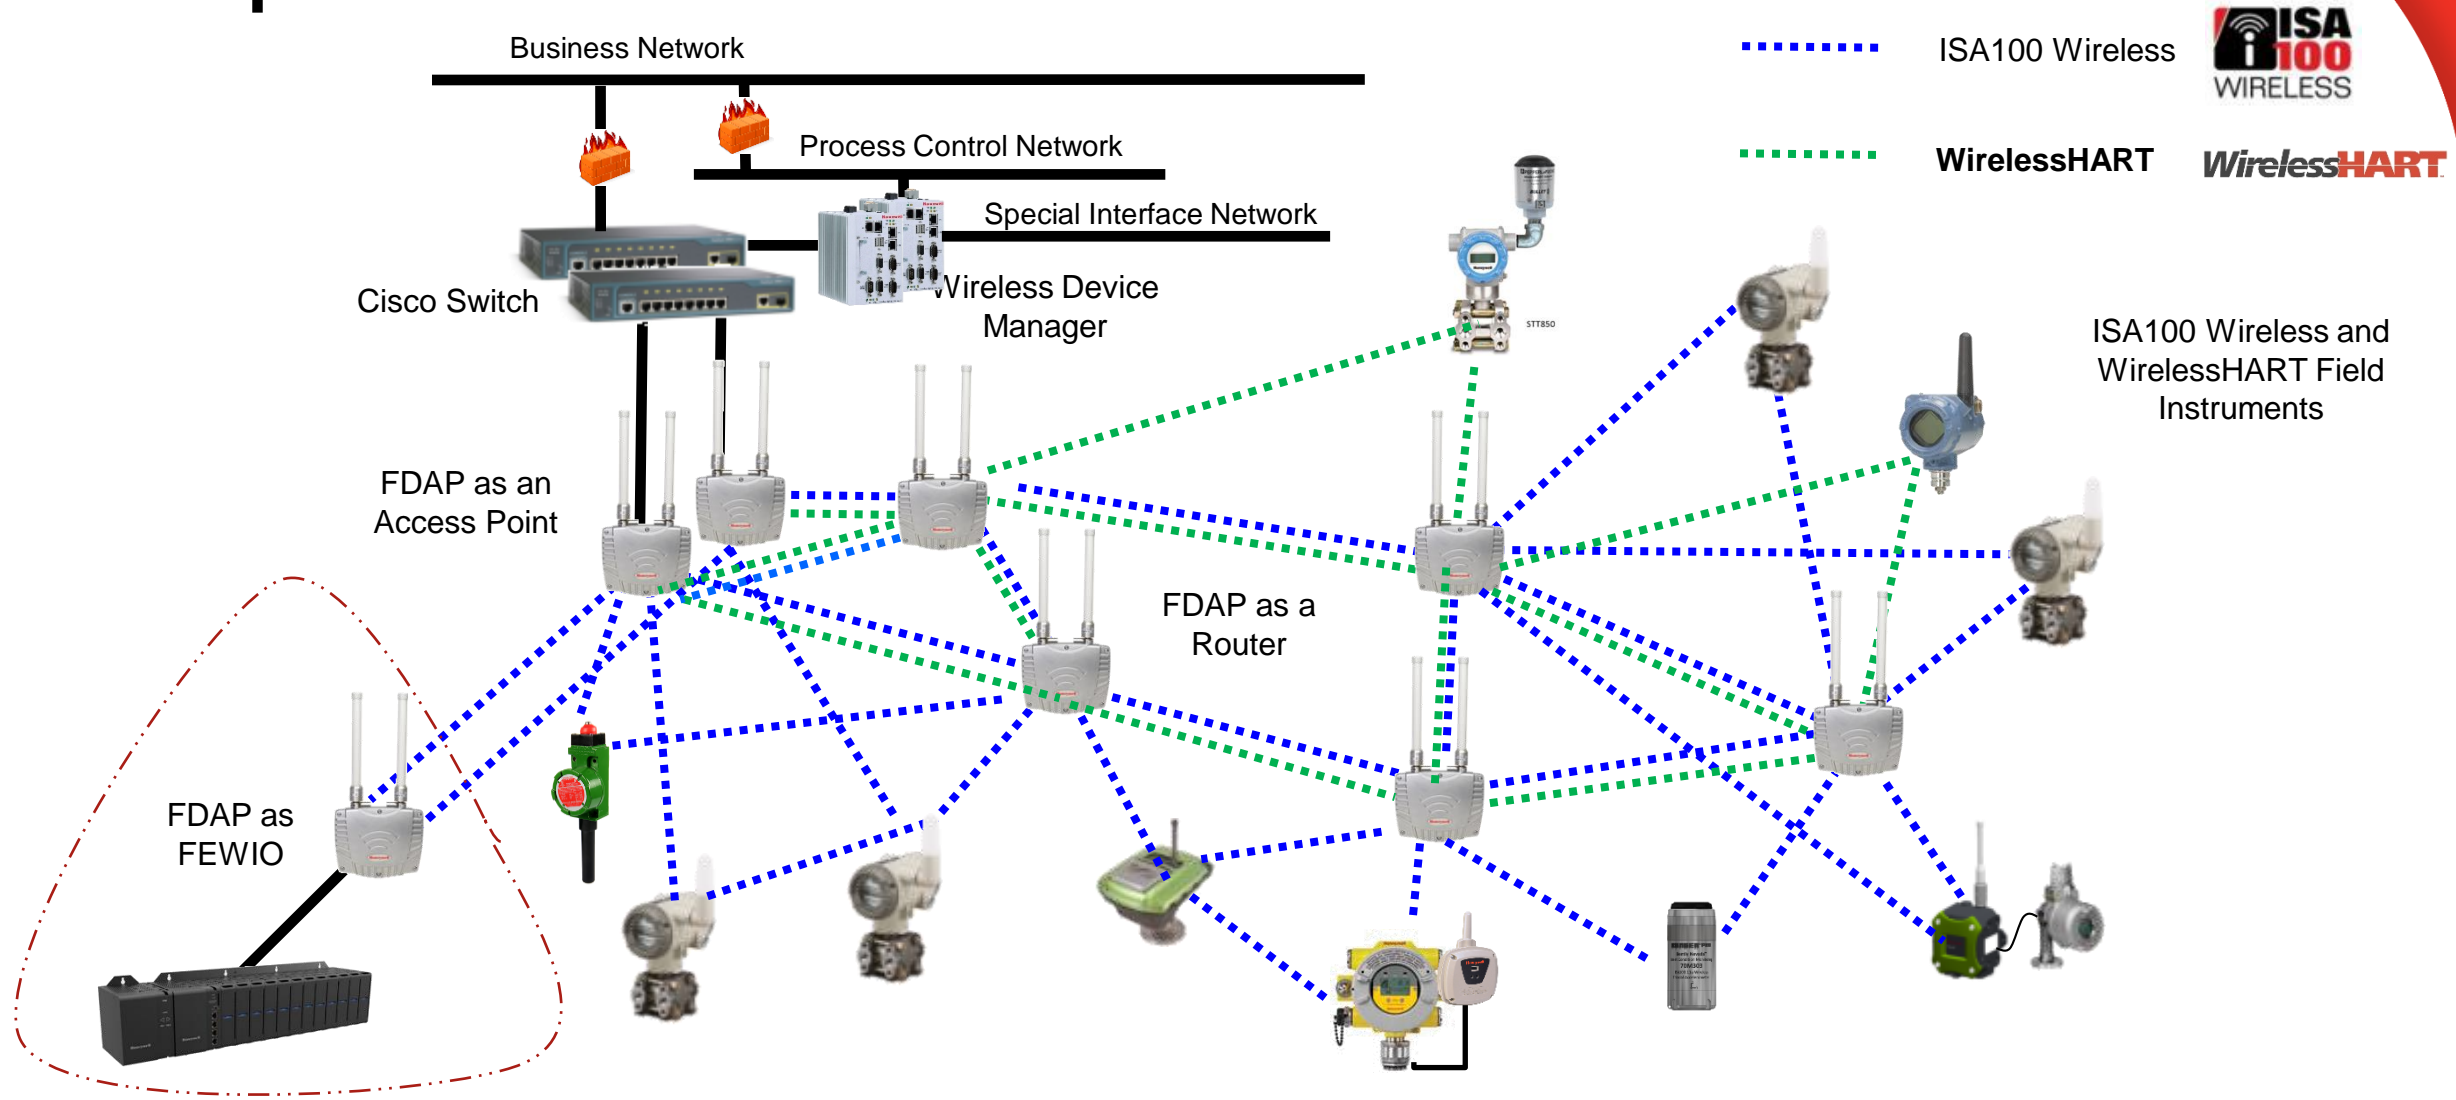 Business Network
ISA100 Wireless
ISA
100
WIRELESS
Process Control Network
WirelessHART
WirelessHART
Special Interface Network
Cisco Switch
Wireless Device
Manager
STT850
ISA100 Wireless and
WirelessHART Field
Instruments
FDAP as an
Access Point
FDAP as a
Router
FDAP as
FEWIO